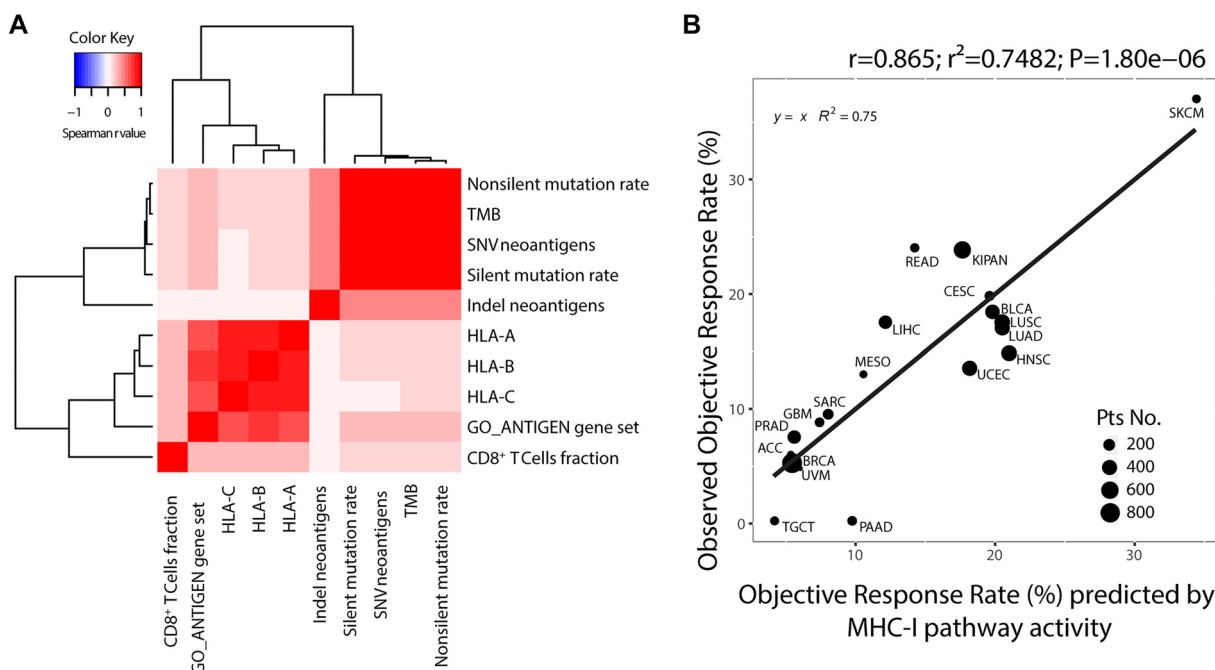 A
Color Key
−1 0 1
Spearman r value
Nonsilent mutation rate
TMB
SNV neoantigens
Silent mutation rate
Indel neoantigens
HLA-A
HLA-B
HLA-C
GO_ANTIGEN gene set
CD8+ T Cells fraction
CD8+ T Cells fraction
GO_ANTIGEN gene set
HLA-C
HLA-B
HLA-A
Indel neoantigens
Silent mutation rate
SNV neoantigens
TMB
Nonsilent mutation rate
B
r=0.865; r²=0.7482; P=1.80e−06
y = x R² = 0.75
Observed Objective Response Rate (%)
30
20
10
0
SKCM
READ
KIPAN
CESC
BLCA
LUSC
LIHC
LUAD
HNSC
MESO
UCEC
SARC
GBM
PRAD
ACC
BRCA
UVM
TGCT
PAAD
Pts No.
200
400
600
800
10 20 30
Objective Response Rate (%) predicted by
MHC-I pathway activity